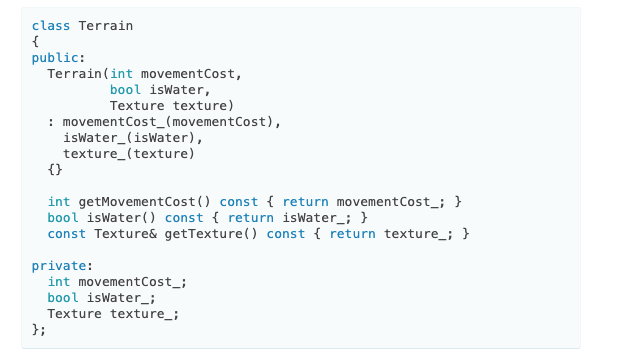 class Terrain
{
public:
  Terrain(int movementCost,
          bool isWater,
          Texture texture)
  : movementCost_(movementCost),
    isWater_(isWater),
    texture_(texture)
  {}

  int getMovementCost() const { return movementCost_; }
  bool isWater() const { return isWater_; }
  const Texture& getTexture() const { return texture_; }

private:
  int movementCost_;
  bool isWater_;
  Texture texture_;
};